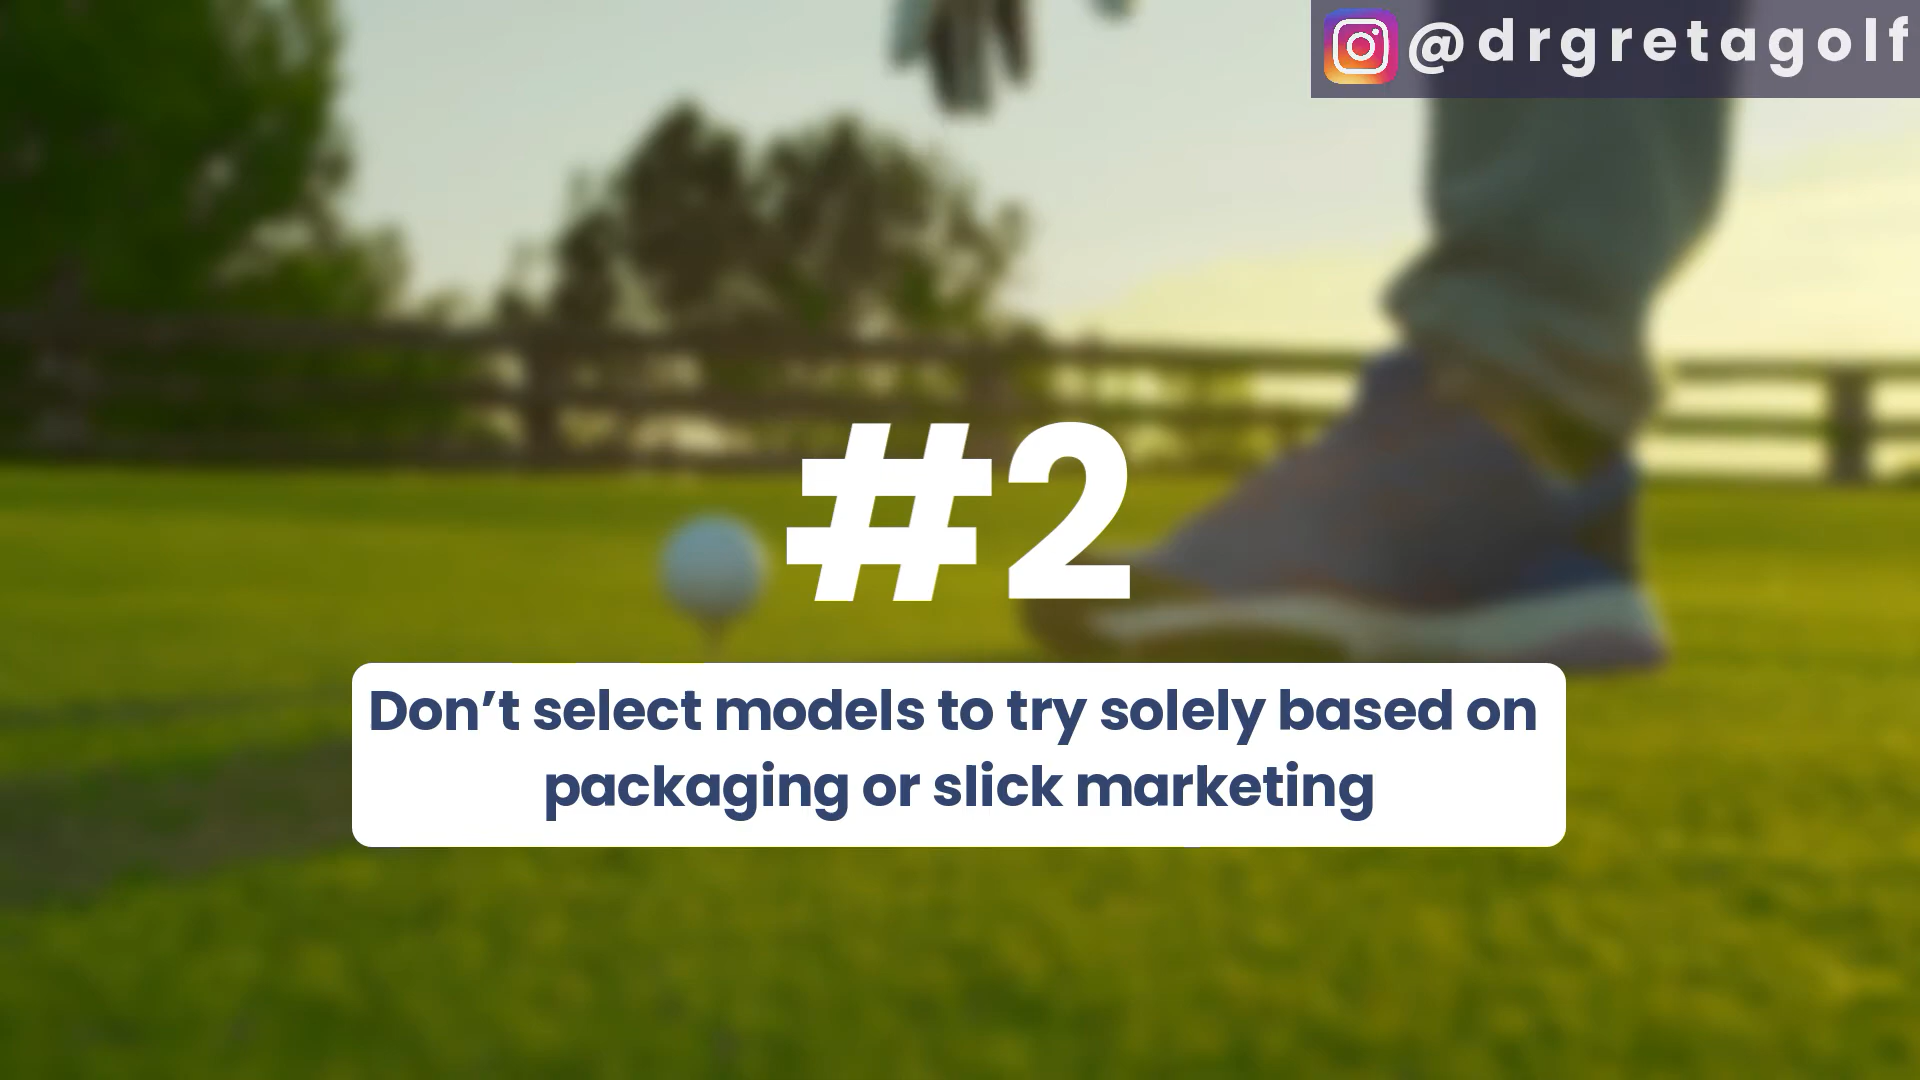 @drgretagolf
#2
Don’t select models to try solely based on
packaging or slick marketing